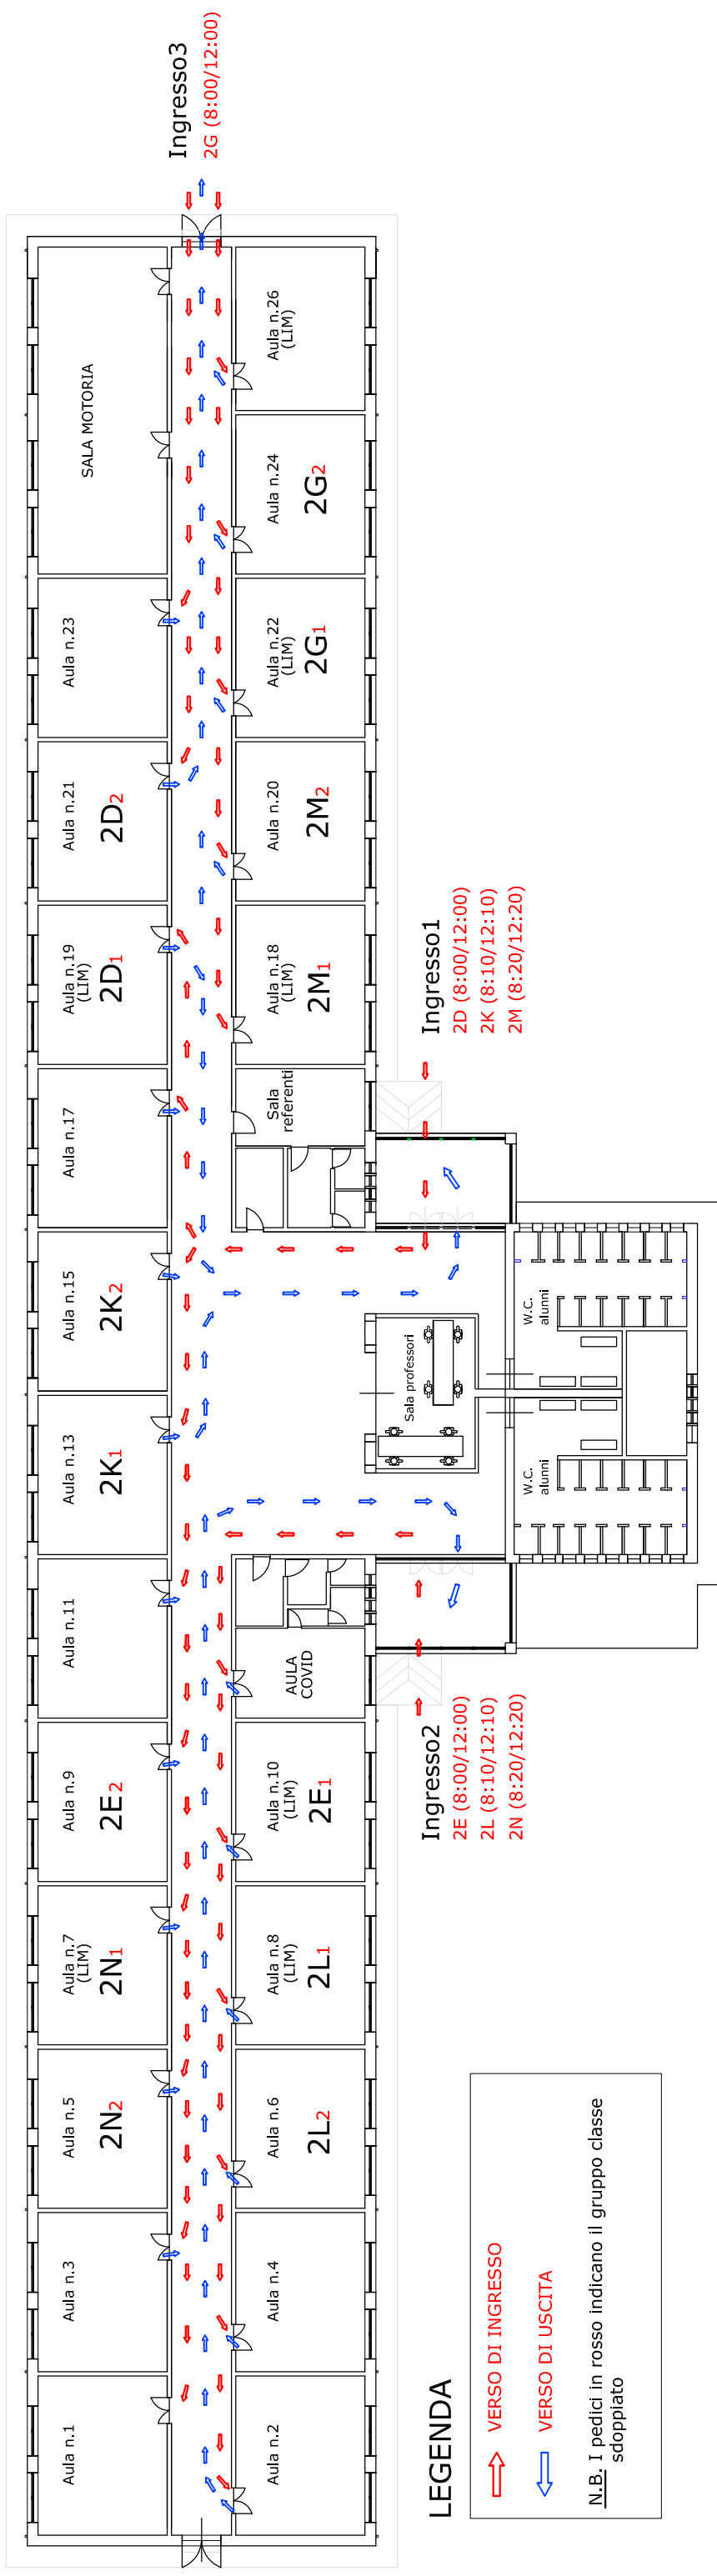 Ingresso3
2G (8:00/12:00)
SALA MOTORIA
Aula n.26
(LIM)
Aula n.24
2G2
Aula n.23
Aula n.22
(LIM)
2G1
Aula n.21
2D2
Aula n.20
2M2
Aula n.19
(LIM)
2D1
Aula n.18
(LIM)
2M1
Ingresso1
2D (8:00/12:00)
2K (8:10/12:10)
2M (8:20/12:20)
Aula n.17
Sala
referenti
Aula n.15
2K2
Aula n.13
2K1
Sala professori
W.C.
alunni
W.C.
alunni
Aula n.11
AULA
COVID
Aula n.9
2E2
Aula n.10
(LIM)
2E1
Ingresso2
2E (8:00/12:00)
2L (8:10/12:10)
2N (8:20/12:20)
Aula n.7
(LIM)
2N1
Aula n.8
(LIM)
2L1
Aula n.5
2N2
Aula n.6
2L2
Aula n.3
Aula n.4
Aula n.1
Aula n.2
LEGENDA
VERSO DI INGRESSO
VERSO DI USCITA
N.B. I pedici in rosso indicano il gruppo classe
sdoppiato